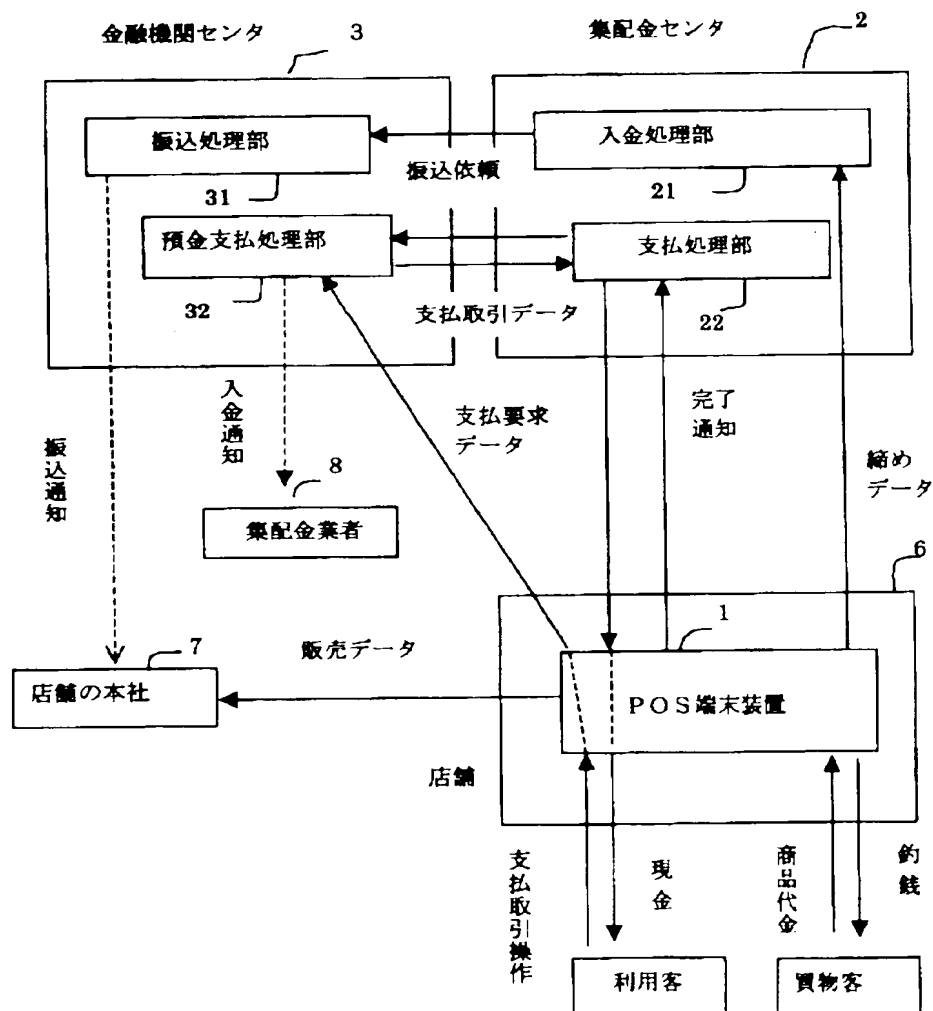 金融機関センタ 3
集配金センタ 2
振込処理部
31
入金処理部
21
振込依頼
預金支払処理部
32
支払処理部
22
支払取引データ
振込通知
入金通知
支払要求
データ
完了
通知
締め
データ
8
集配金業者
6
1
POS端末装置
販売データ
7
店舗の本社
店舗
支払取引操作
現金
商品代金
釣銭
利用客
買物客